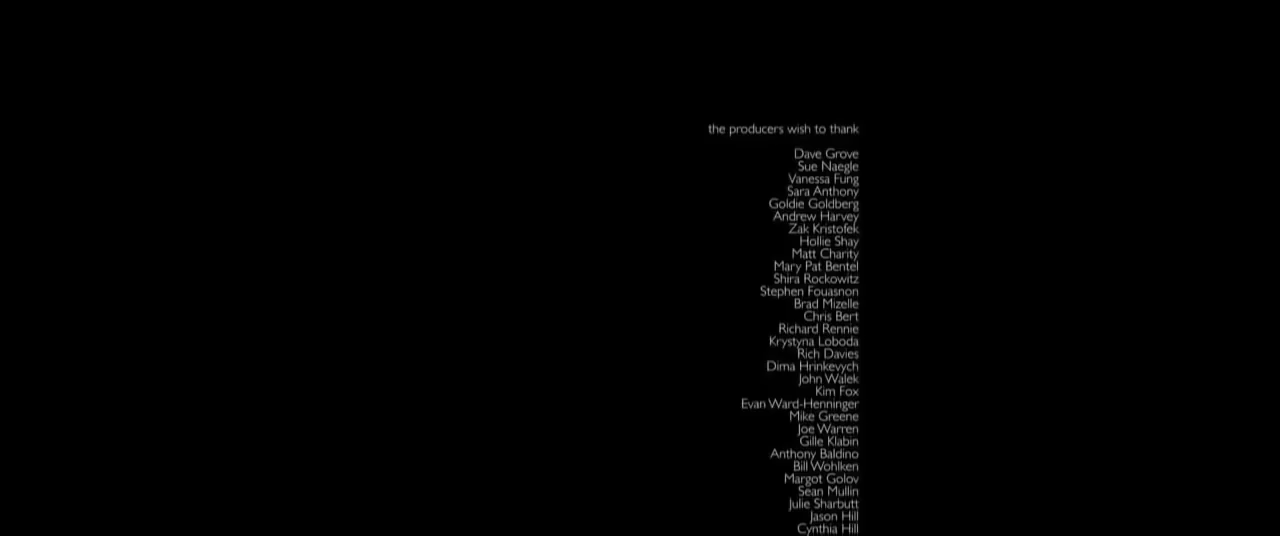 the producers wish to thank
Dave Grove
Sue Naegle
Vanessa Fung
Sara Anthony
Goldie Goldberg
Andrew Harvey
Zak Kristofek
Hollie Shay
Matt Charity
Mary Pat Bentel
Shira Rockowitz
Stephen Fouasnon
Brad Mizelle
Chris Bert
Richard Rennie
Krystyna Loboda
Rich Davies
Dima Hrinkevych
John Walek
Kim Fox
Evan Ward-Henninger
Mike Greene
Joe Warren
Gille Klabin
Anthony Baldino
Bill Wohlken
Margot Golov
Sean Mullin
Julie Sharbutt
Jason Hill
Cynthia Hill